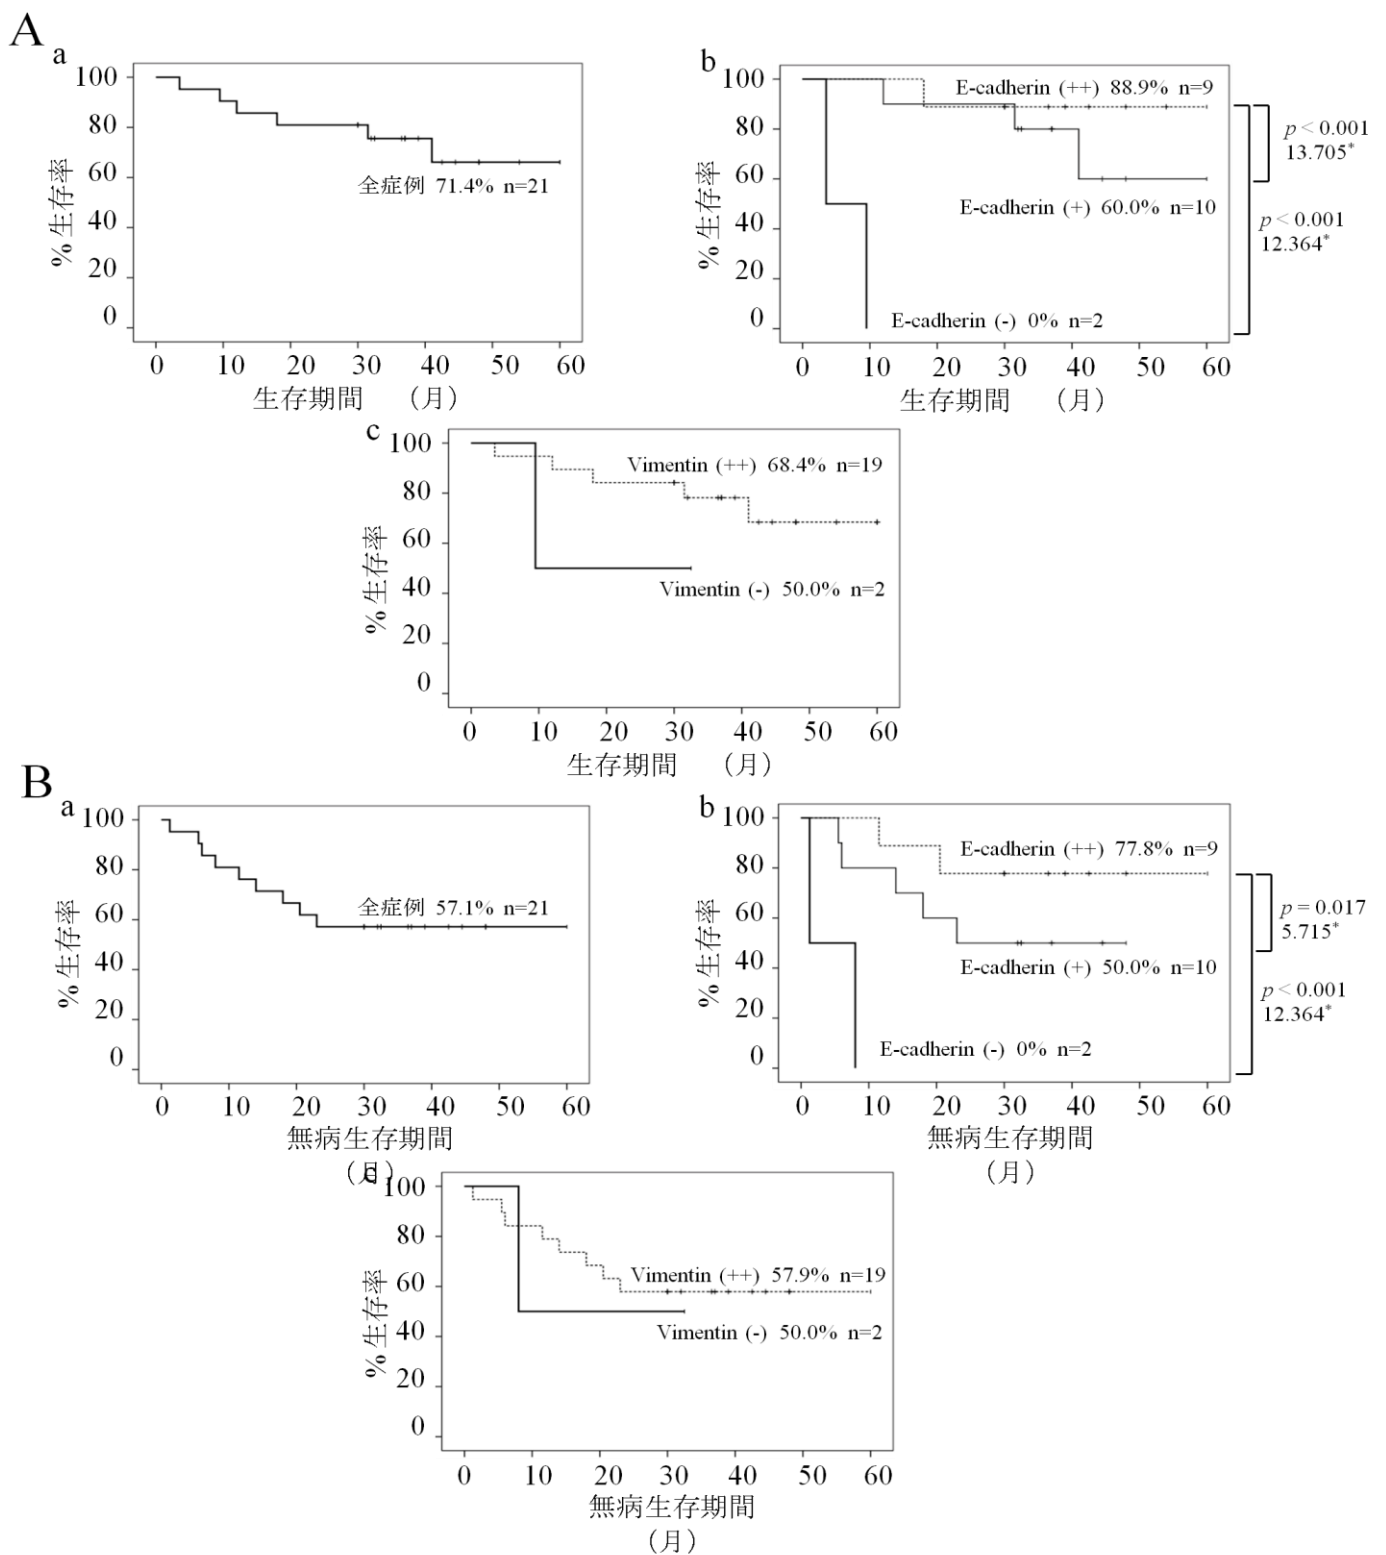 A
a
100
80
60
40
20
0
% 生存率
全症例 71.4% n=21
0 10 20 30 40 50 60
生存期間 （月）
b
100
80
60
40
20
0
% 生存率
E-cadherin (++) 88.9% n=9
E-cadherin (+) 60.0% n=10
E-cadherin (-) 0% n=2
p < 0.001
13.705*
p < 0.001
12.364*
0 10 20 30 40 50 60
生存期間 （月）
c
100
80
60
40
20
0
% 生存率
Vimentin (++) 68.4% n=19
Vimentin (-) 50.0% n=2
0 10 20 30 40 50 60
生存期間 （月）
B
a
100
80
60
40
20
0
% 生存率
全症例 57.1% n=21
0 10 20 30 40 50 60
無病生存期間
（月）
b
100
80
60
40
20
0
% 生存率
E-cadherin (++) 77.8% n=9
E-cadherin (+) 50.0% n=10
E-cadherin (-) 0% n=2
p = 0.017
5.715*
p < 0.001
12.364*
0 10 20 30 40 50 60
無病生存期間
（月）
c
100
80
60
40
20
0
% 生存率
Vimentin (++) 57.9% n=19
Vimentin (-) 50.0% n=2
0 10 20 30 40 50 60
無病生存期間
（月）